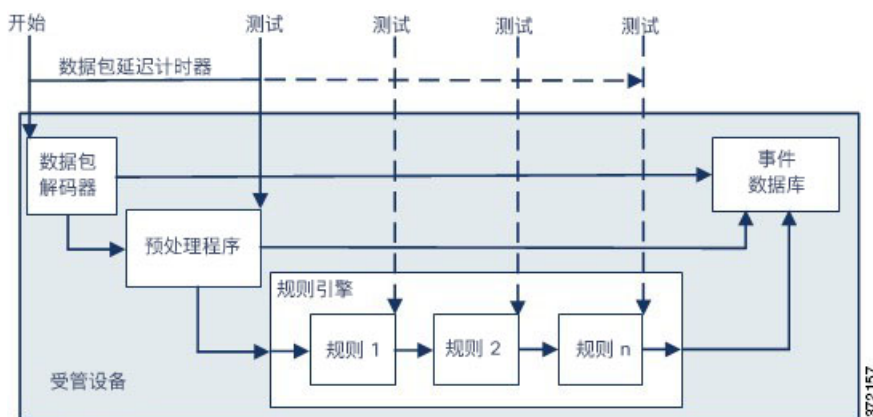 开始
测试
测试
测试
测试
数据包延迟计时器
数据包
解码器
事件
数据库
预处理程序
规则引擎
规则 1
规则 2
规则 n
受管设备
372157